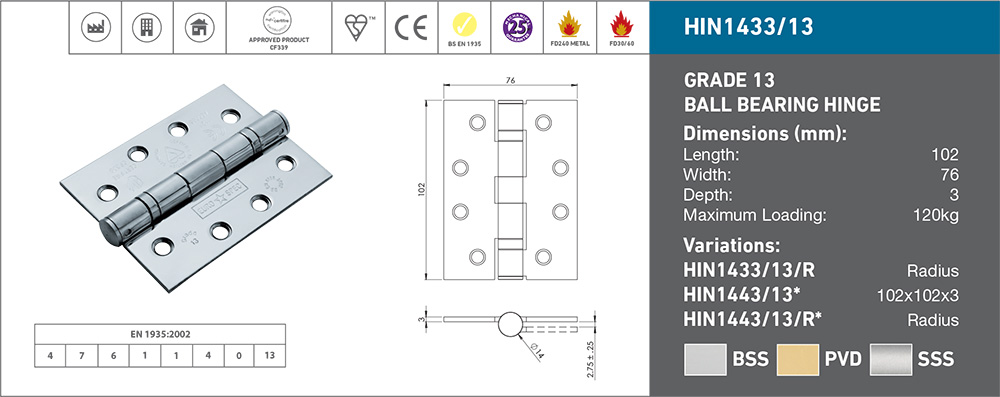 APPROVED PRODUCT
CF339
TM
CE
BS EN 1935
25
FD240 METAL
FD30/60
HIN1433/13
GRADE 13
BALL BEARING HINGE
Dimensions (mm):
Length: 102
Width: 76
Depth: 3
Maximum Loading: 120kg
Variations:
HIN1433/13/R Radius
HIN1443/13* 102x102x3
HIN1443/13/R* Radius
BSS PVD SSS
76
102
3
Ø14
2.75 ± .25
EN 1935:2002
4 7 6 1 1 4 0 13